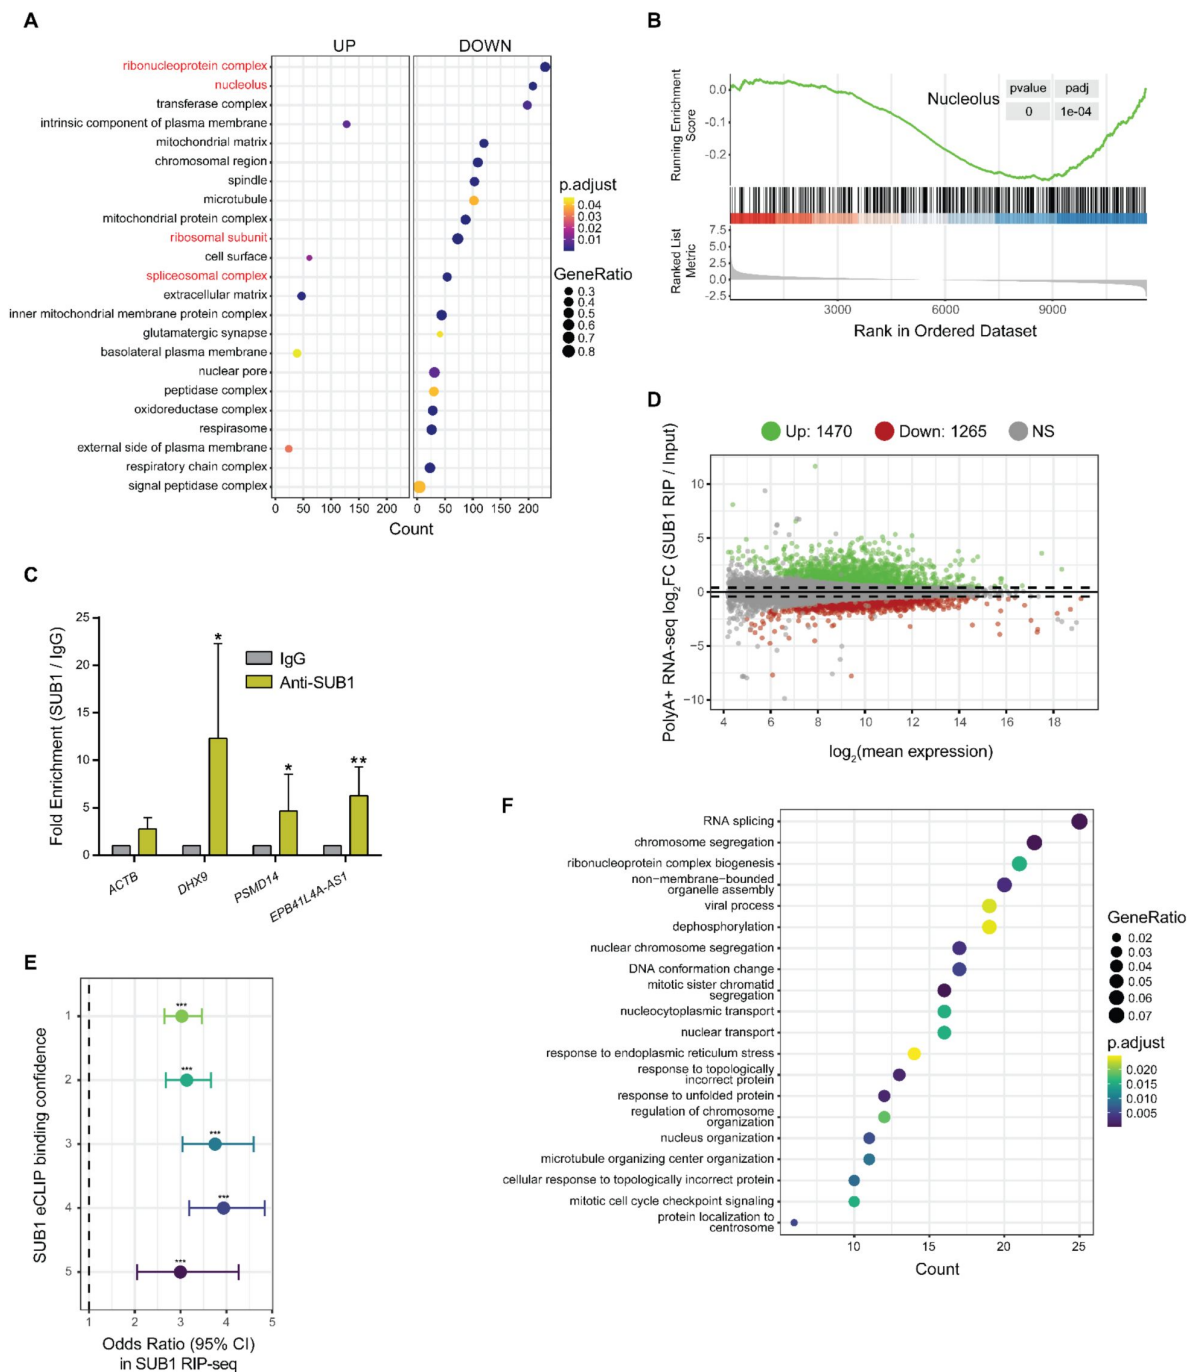 A
UP
DOWN
ribonucleoprotein complex
nucleolus
transferase complex
intrinsic component of plasma membrane
mitochondrial matrix
chromosomal region
spindle
microtubule
mitochondrial protein complex
ribosomal subunit
cell surface
spliceosomal complex
extracellular matrix
inner mitochondrial membrane protein complex
glutamatergic synapse
basolateral plasma membrane
nuclear pore
peptidase complex
oxidoreductase complex
respirasome
external side of plasma membrane
respiratory chain complex
signal peptidase complex
0 50 100 150 200
0 50 100 150 200
Count
p.adjust
0.04
0.03
0.02
0.01
GeneRatio
0.3
0.4
0.5
0.6
0.7
0.8
B
Running Enrichment
Score
0.0
-0.1
-0.2
Nucleolus
pvalue padj
0 1e-04
Ranked List
Metric
7.5
5.0
2.5
0.0
-2.5
3000 6000 9000
Rank in Ordered Dataset
C
Fold Enrichment (SUB1 / IgG)
25
20
15
10
5
0
IgG
Anti-SUB1
*
*
**
ACTB
DHX9
PSMD14
EPB41L4A-AS1
D
Up: 1470 Down: 1265 NS
PolyA+ RNA-seq log2FC (SUB1 RIP / Input)
10
5
0
−5
−10
4 6 8 10 12 14 16 18
log2(mean expression)
E
SUB1 eCLIP binding confidence
1
2
3
4
5
***
***
***
***
***
1 2 3 4 5
Odds Ratio (95% CI)
in SUB1 RIP-seq
F
RNA splicing
chromosome segregation
ribonucleoprotein complex biogenesis
non−membrane−bounded
organelle assembly
viral process
dephosphorylation
nuclear chromosome segregation
DNA conformation change
mitotic sister chromatid
segregation
nucleocytoplasmic transport
nuclear transport
response to endoplasmic reticulum stress
response to topologically
incorrect protein
response to unfolded protein
regulation of chromosome
organization
nucleus organization
microtubule organizing center organization
cellular response to topologically incorrect protein
mitotic cell cycle checkpoint signaling
protein localization to
centrosome
10 15 20 25
Count
GeneRatio
0.02
0.03
0.04
0.05
0.06
0.07
p.adjust
0.020
0.015
0.010
0.005